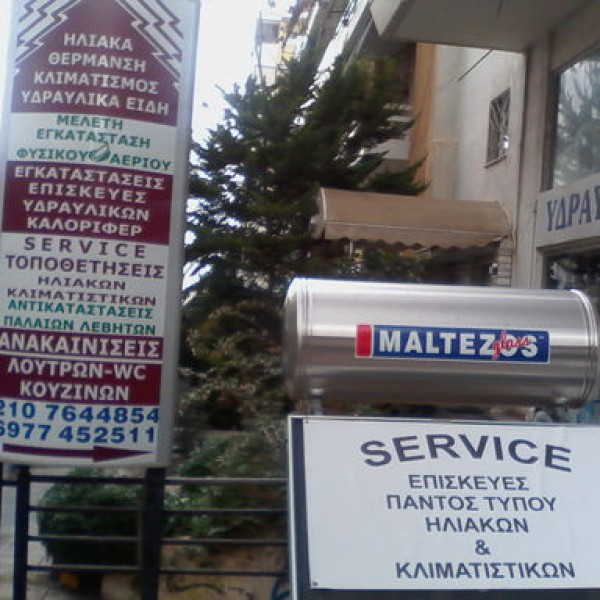 ΗΛΙΑΚΑ
ΘΕΡΜΑΝΣΗ
ΚΛΙΜΑΤΙΣΜΟΣ
ΥΔΡΑΥΛΙΚΑ ΕΙΔΗ
ΜΕΛΕΤΗ
ΕΓΚΑΤΑΣΤΑΣΗ
ΦΥΣΙΚΟΥ ΑΕΡΙΟΥ
ΕΓΚΑΤΑΣΤΑΣΕΙΣ
ΕΠΙΣΚΕΥΕΣ
ΥΔΡΑΥΛΙΚΩΝ
ΚΑΛΟΡΙΦΕΡ
SERVICE
ΤΟΠΟΘΕΤΗΣΕΙΣ
ΗΛΙΑΚΩΝ
ΚΛΙΜΑΤΙΣΤΙΚΩΝ
ΑΝΤΙΚΑΤΑΣΤΑΣΕΙΣ
ΠΑΛΑΙΩΝ ΛΕΒΗΤΩΝ
ΑΝΑΚΑΙΝΙΣΕΙΣ
ΛΟΥΤΡΩΝ-WC
ΚΟΥΖΙΝΩΝ
210 7644854
6977 452511
ΥΔΡΑΣ
MALTEZOS
glass
SERVICE
ΕΠΙΣΚΕΥΕΣ
ΠΑΝΤΟΣ ΤΥΠΟΥ
ΗΛΙΑΚΩΝ
&
ΚΛΙΜΑΤΙΣΤΙΚΩΝ